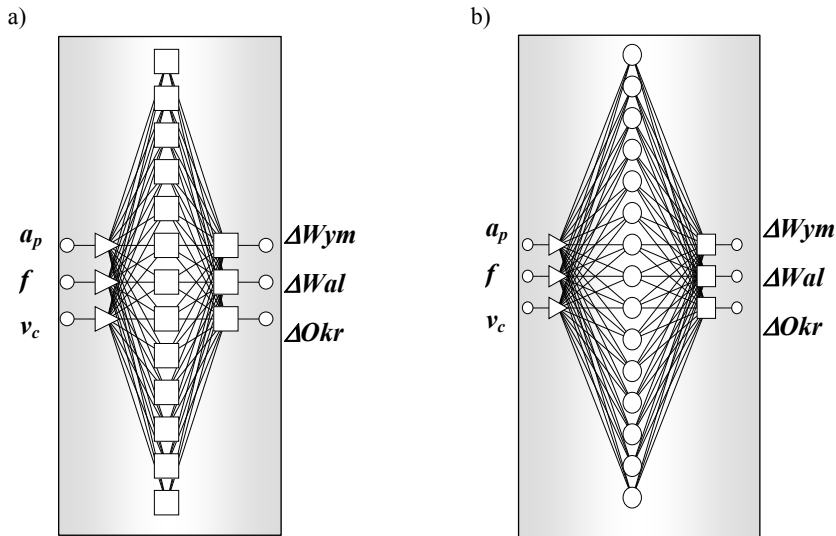 a)
b)
a_p
ΔWym
f
ΔWal
v_c
ΔOkr
a_p
ΔWym
f
ΔWal
v_c
ΔOkr